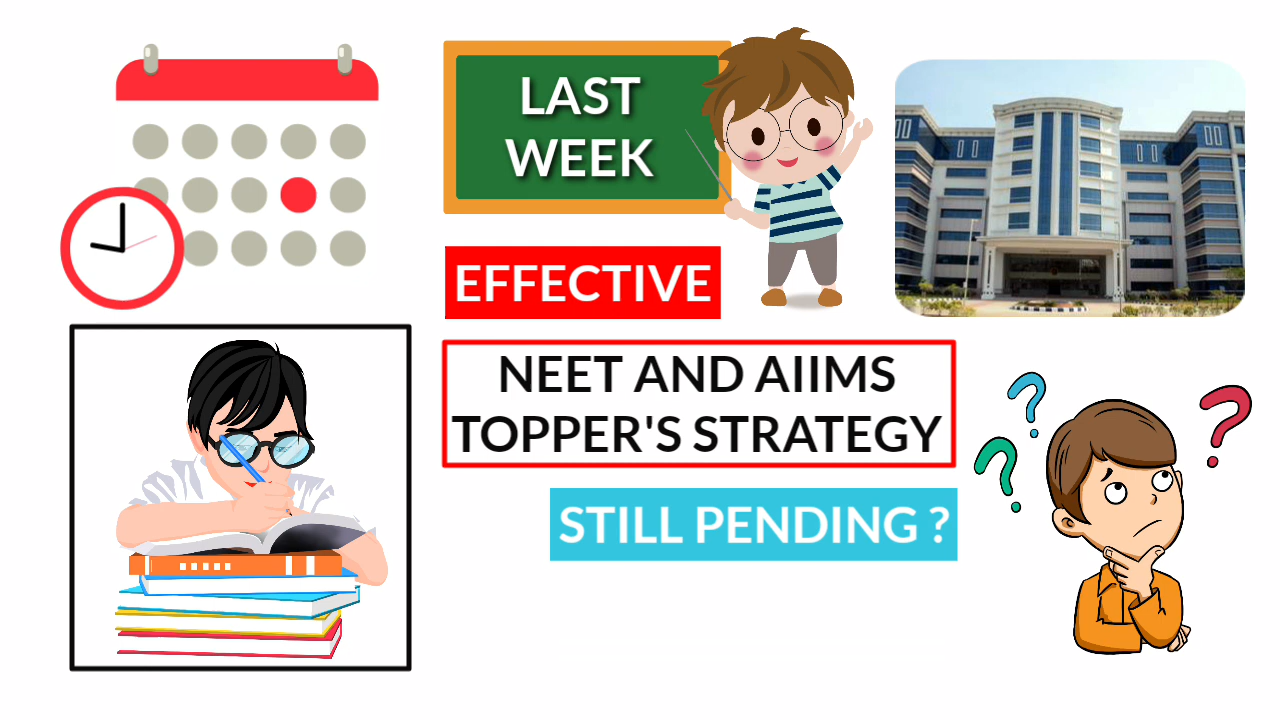 LAST
WEEK
EFFECTIVE
NEET AND AIIMS
TOPPER'S STRATEGY
STILL PENDING ?